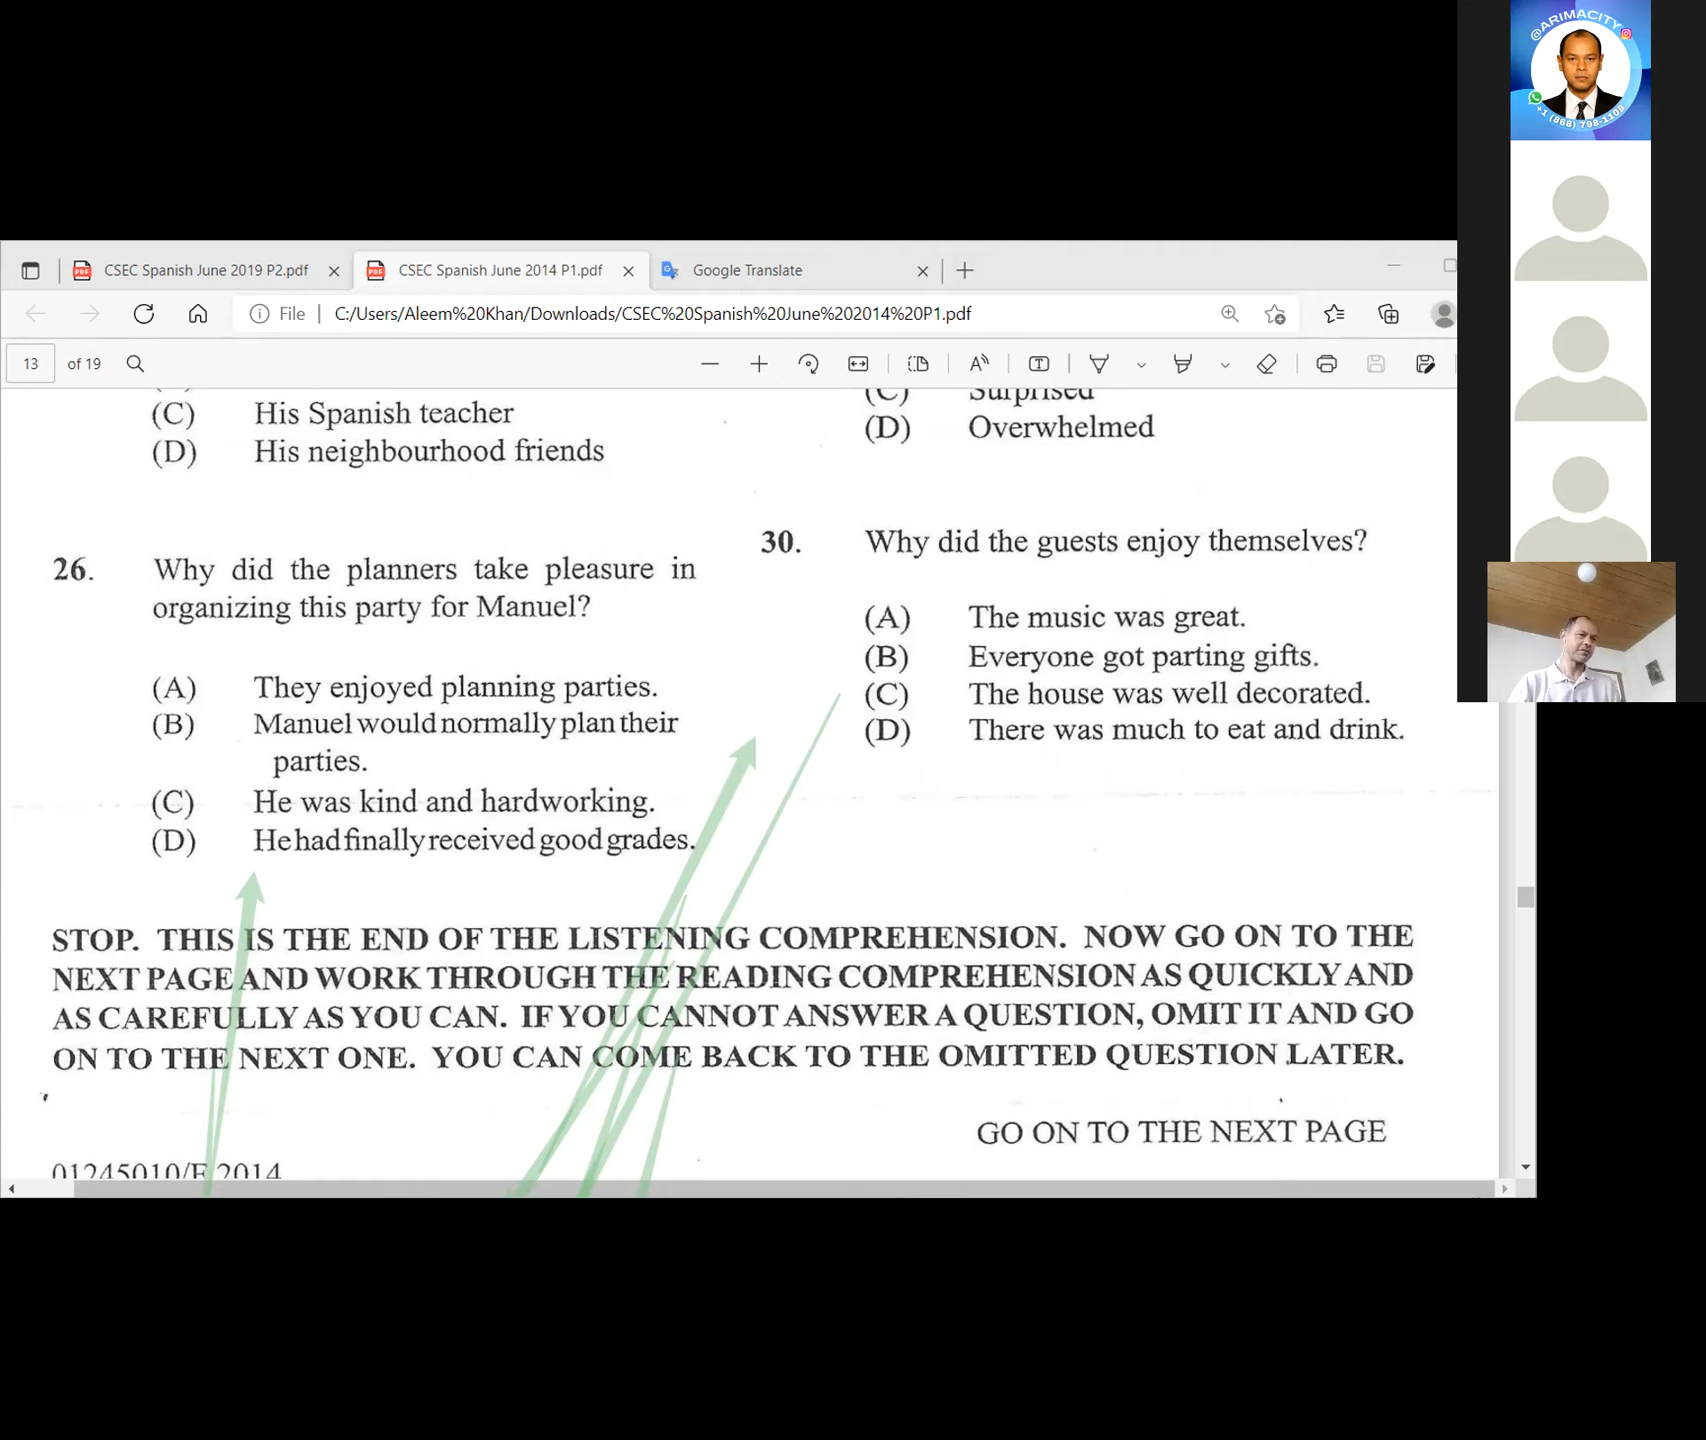 @ARIMACITY
+1 (868) 798-1108
CSEC Spanish June 2019 P2.pdf
CSEC Spanish June 2014 P1.pdf
Google Translate
File
C:/Users/Aleem%20Khan/Downloads/CSEC%20Spanish%20June%202014%20P1.pdf
13 of 19
(C) His Spanish teacher
(D) His neighbourhood friends
26. Why did the planners take pleasure in
organizing this party for Manuel?
(A) They enjoyed planning parties.
(B) Manuel would normally plan their
parties.
(C) He was kind and hardworking.
(D) He had finally received good grades.
(C) Surprised
(D) Overwhelmed
30. Why did the guests enjoy themselves?
(A) The music was great.
(B) Everyone got parting gifts.
(C) The house was well decorated.
(D) There was much to eat and drink.
STOP. THIS IS THE END OF THE LISTENING COMPREHENSION. NOW GO ON TO THE
NEXT PAGE AND WORK THROUGH THE READING COMPREHENSION AS QUICKLY AND
AS CAREFULLY AS YOU CAN. IF YOU CANNOT ANSWER A QUESTION, OMIT IT AND GO
ON TO THE NEXT ONE. YOU CAN COME BACK TO THE OMITTED QUESTION LATER.
GO ON TO THE NEXT PAGE
01245010/F 2014